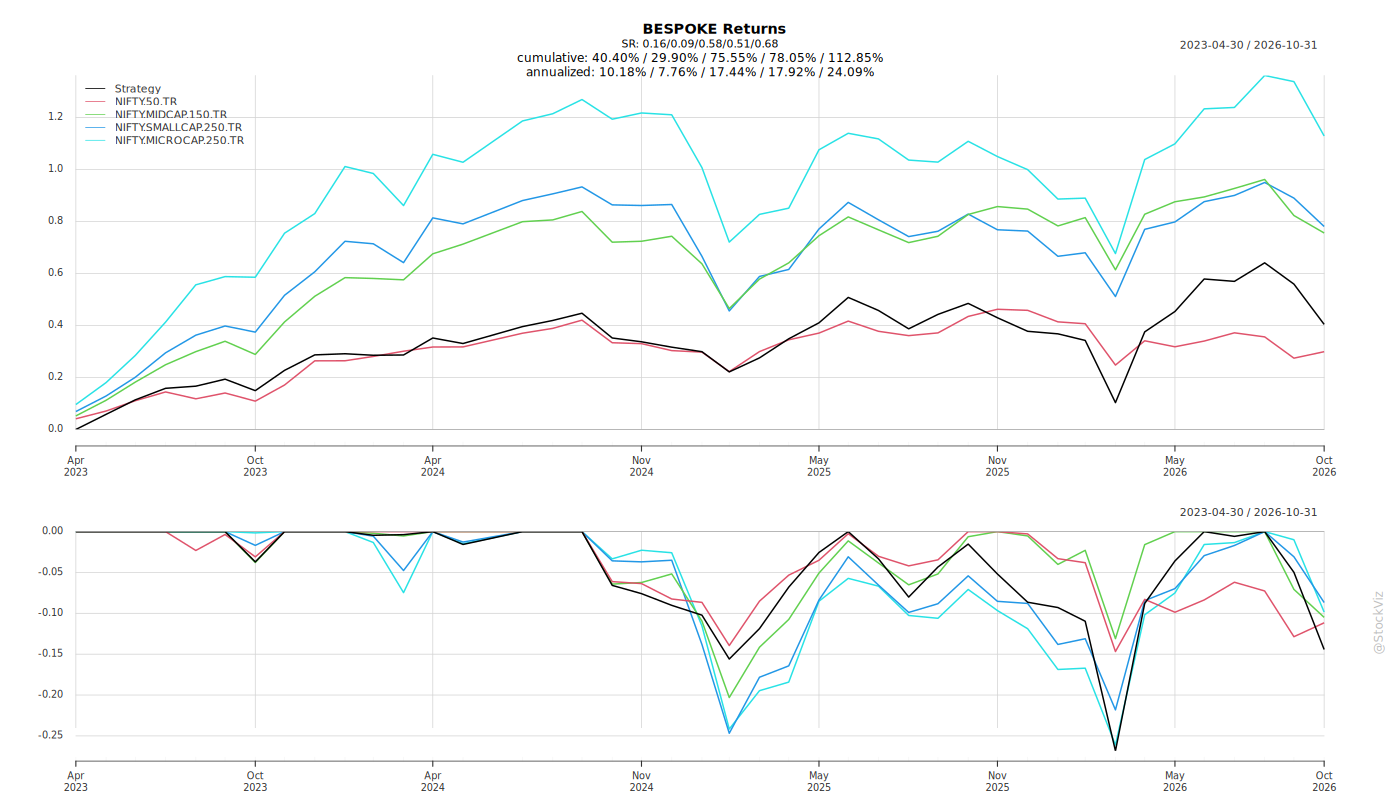 BESPOKE Returns
SR: 0.16/0.09/0.58/0.51/0.68
cumulative: 40.40% / 29.90% / 75.55% / 78.05% / 112.85%
annualized: 10.18% / 7.76% / 17.44% / 17.92% / 24.09%
2023-04-30 / 2026-10-31
Strategy
NIFTY.50.TR
NIFTY.MIDCAP.150.TR
NIFTY.SMALLCAP.250.TR
NIFTY.MICROCAP.250.TR
1.2
1.0
0.8
0.6
0.4
0.2
0.0
Apr Oct Apr Nov May Nov May Oct
2023 2023 2024 2024 2025 2025 2026 2026
2023-04-30 / 2026-10-31
0.00
-0.05
-0.10
-0.15
-0.20
-0.25
Apr Oct Apr Nov May Nov May Oct
2023 2023 2024 2024 2025 2025 2026 2026
@StockViz